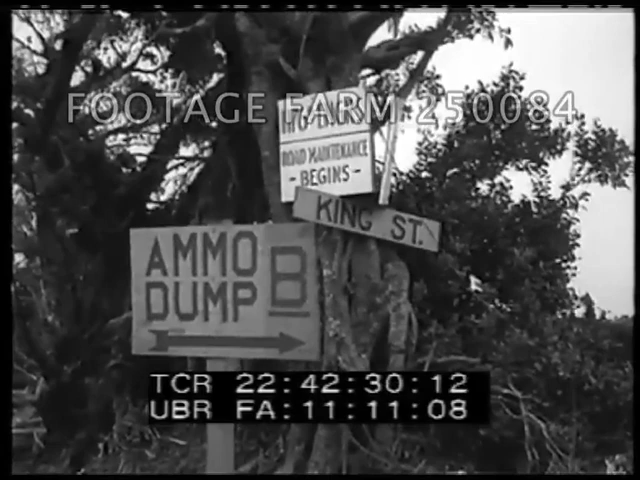 FOOTAGE FARM 250084
ROAD MAINTENANCE
- BEGINS -
KING ST.
AMMO
DUMP B
TCR 22:42:30:12
UBR FA:11:11:08